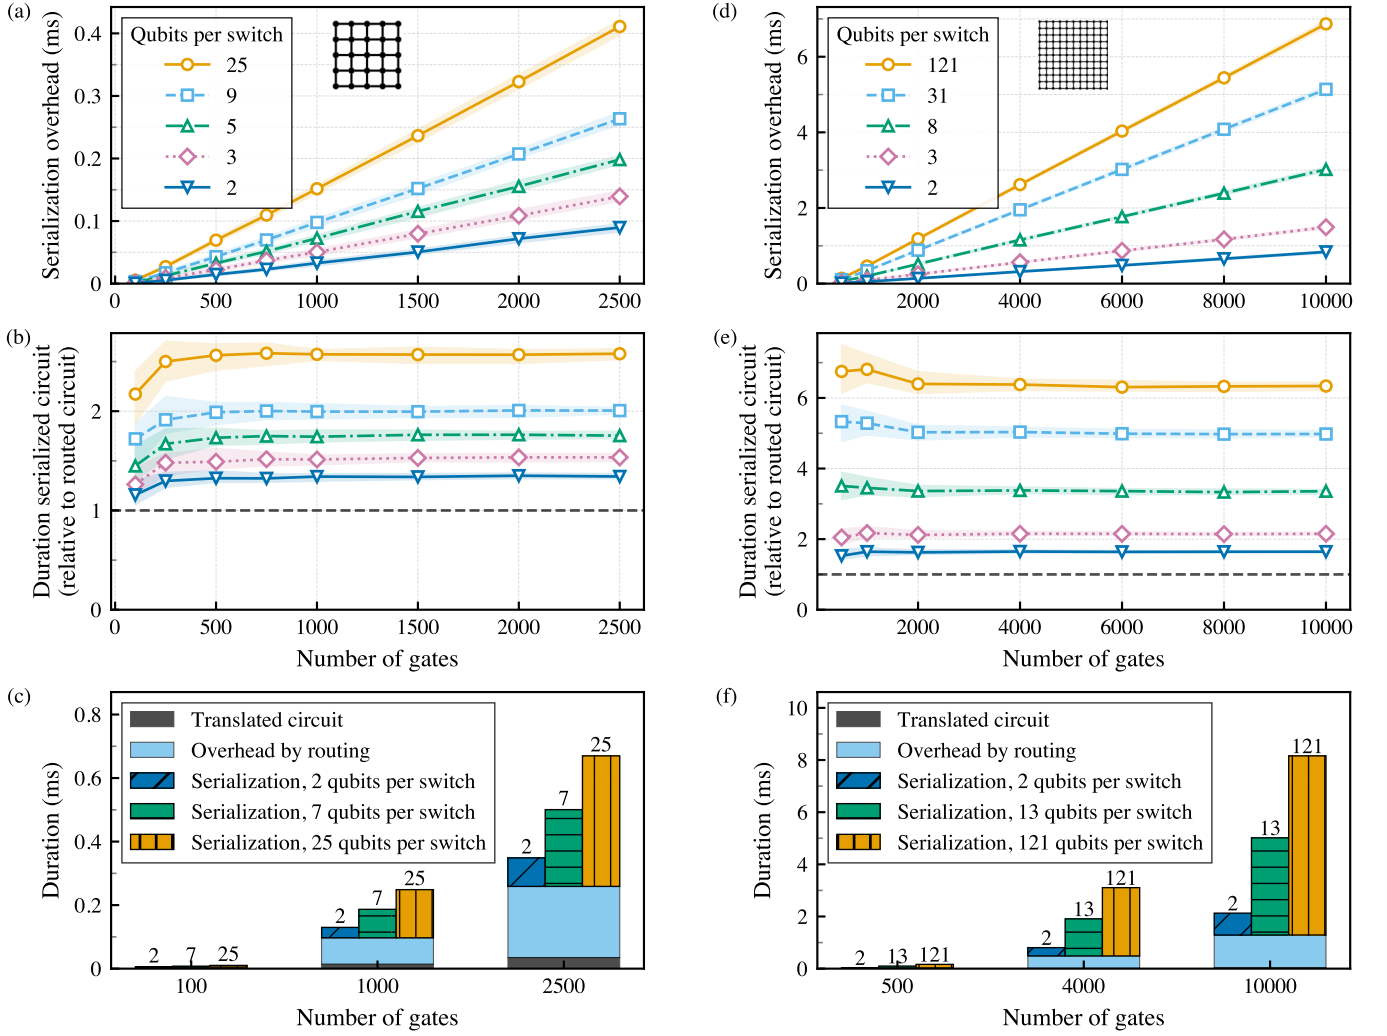 (a)
Serialization overhead (ms)
0.4
0.3
0.2
0.1
0
Qubits per switch
25
9
5
3
2
0
500
1000
1500
2000
2500
(b)
Duration serialized circuit
(relative to routed circuit)
2
1
0
0
500
1000
1500
2000
2500
Number of gates
(c)
Duration (ms)
0.8
0.6
0.4
0.2
0
Translated circuit
Overhead by routing
Serialization, 2 qubits per switch
Serialization, 7 qubits per switch
Serialization, 25 qubits per switch
2
7
25
2
7
25
2
7
25
100
1000
2500
Number of gates
(d)
Serialization overhead (ms)
6
4
2
0
Qubits per switch
121
31
8
3
2
2000
4000
6000
8000
10000
(e)
Duration serialized circuit
(relative to routed circuit)
6
4
2
0
2000
4000
6000
8000
10000
Number of gates
(f)
Duration (ms)
10
8
6
4
2
0
Translated circuit
Overhead by routing
Serialization, 2 qubits per switch
Serialization, 13 qubits per switch
Serialization, 121 qubits per switch
2
13
121
2
13
121
2
13
121
500
4000
10000
Number of gates